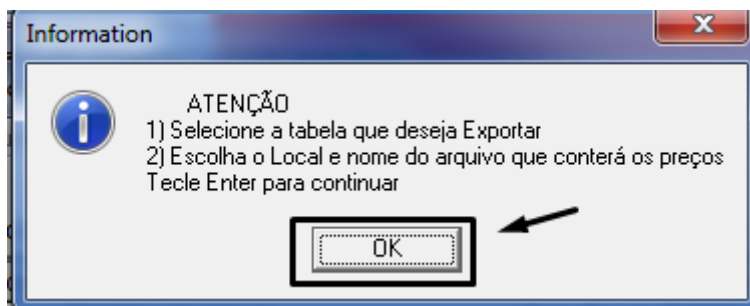 Information
ATENÇÃO
1) Selecione a tabela que deseja Exportar
2) Escolha o Local e nome do arquivo que conterá os preços
Tecle Enter para continuar
OK